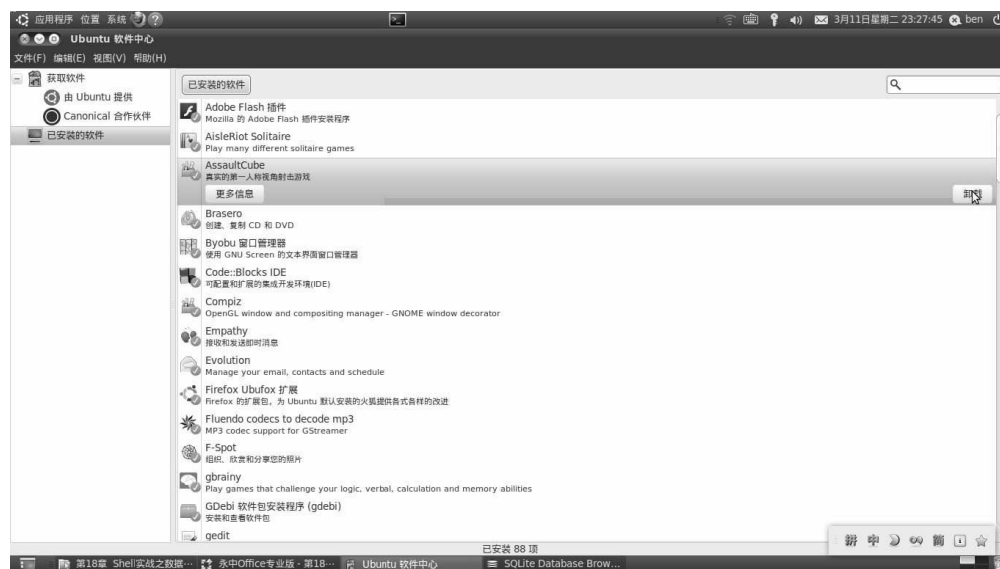 应用程序 位置 系统
3月11日星期二 23:27:45 ben
Ubuntu 软件中心
文件(F) 编辑(E) 视图(V) 帮助(H)
获取软件
由 Ubuntu 提供
Canonical 合作伙伴
已安装的软件
已安装的软件
Adobe Flash 插件
Mozilla 的 Adobe Flash 插件安装程序
AisleRiot Solitaire
Play many different solitaire games
AssaultCube
真实的第一人称视角射击游戏
更多信息
卸载
Brasero
创建、复制 CD 和 DVD
Byobu 窗口管理器
使用 GNU Screen 的文本界面窗口管理器
Code::Blocks IDE
可配置和扩展的集成开发环境(IDE)
Compiz
OpenGL window and compositing manager - GNOME window decorator
Empathy
接收和发送即时消息
Evolution
Manage your email, contacts and schedule
Firefox Ubufox 扩展
Firefox 的扩展包，为 Ubuntu 默认安装的火狐提供各式各样的改进
Fluendo codecs to decode mp3
MP3 codec support for GStreamer
F-Spot
组织、欣赏和分享您的照片
gbrainy
Play games that challenge your logic, verbal, calculation and memory abilities
GDebi 软件包安装程序 (gdebi)
安装和查看软件包
gedit
已安装 88 项
拼 中 简
第18章 Shell实战之数据… 永中Office专业版 - 第18… Ubuntu 软件中心 SQLite Database Brow...